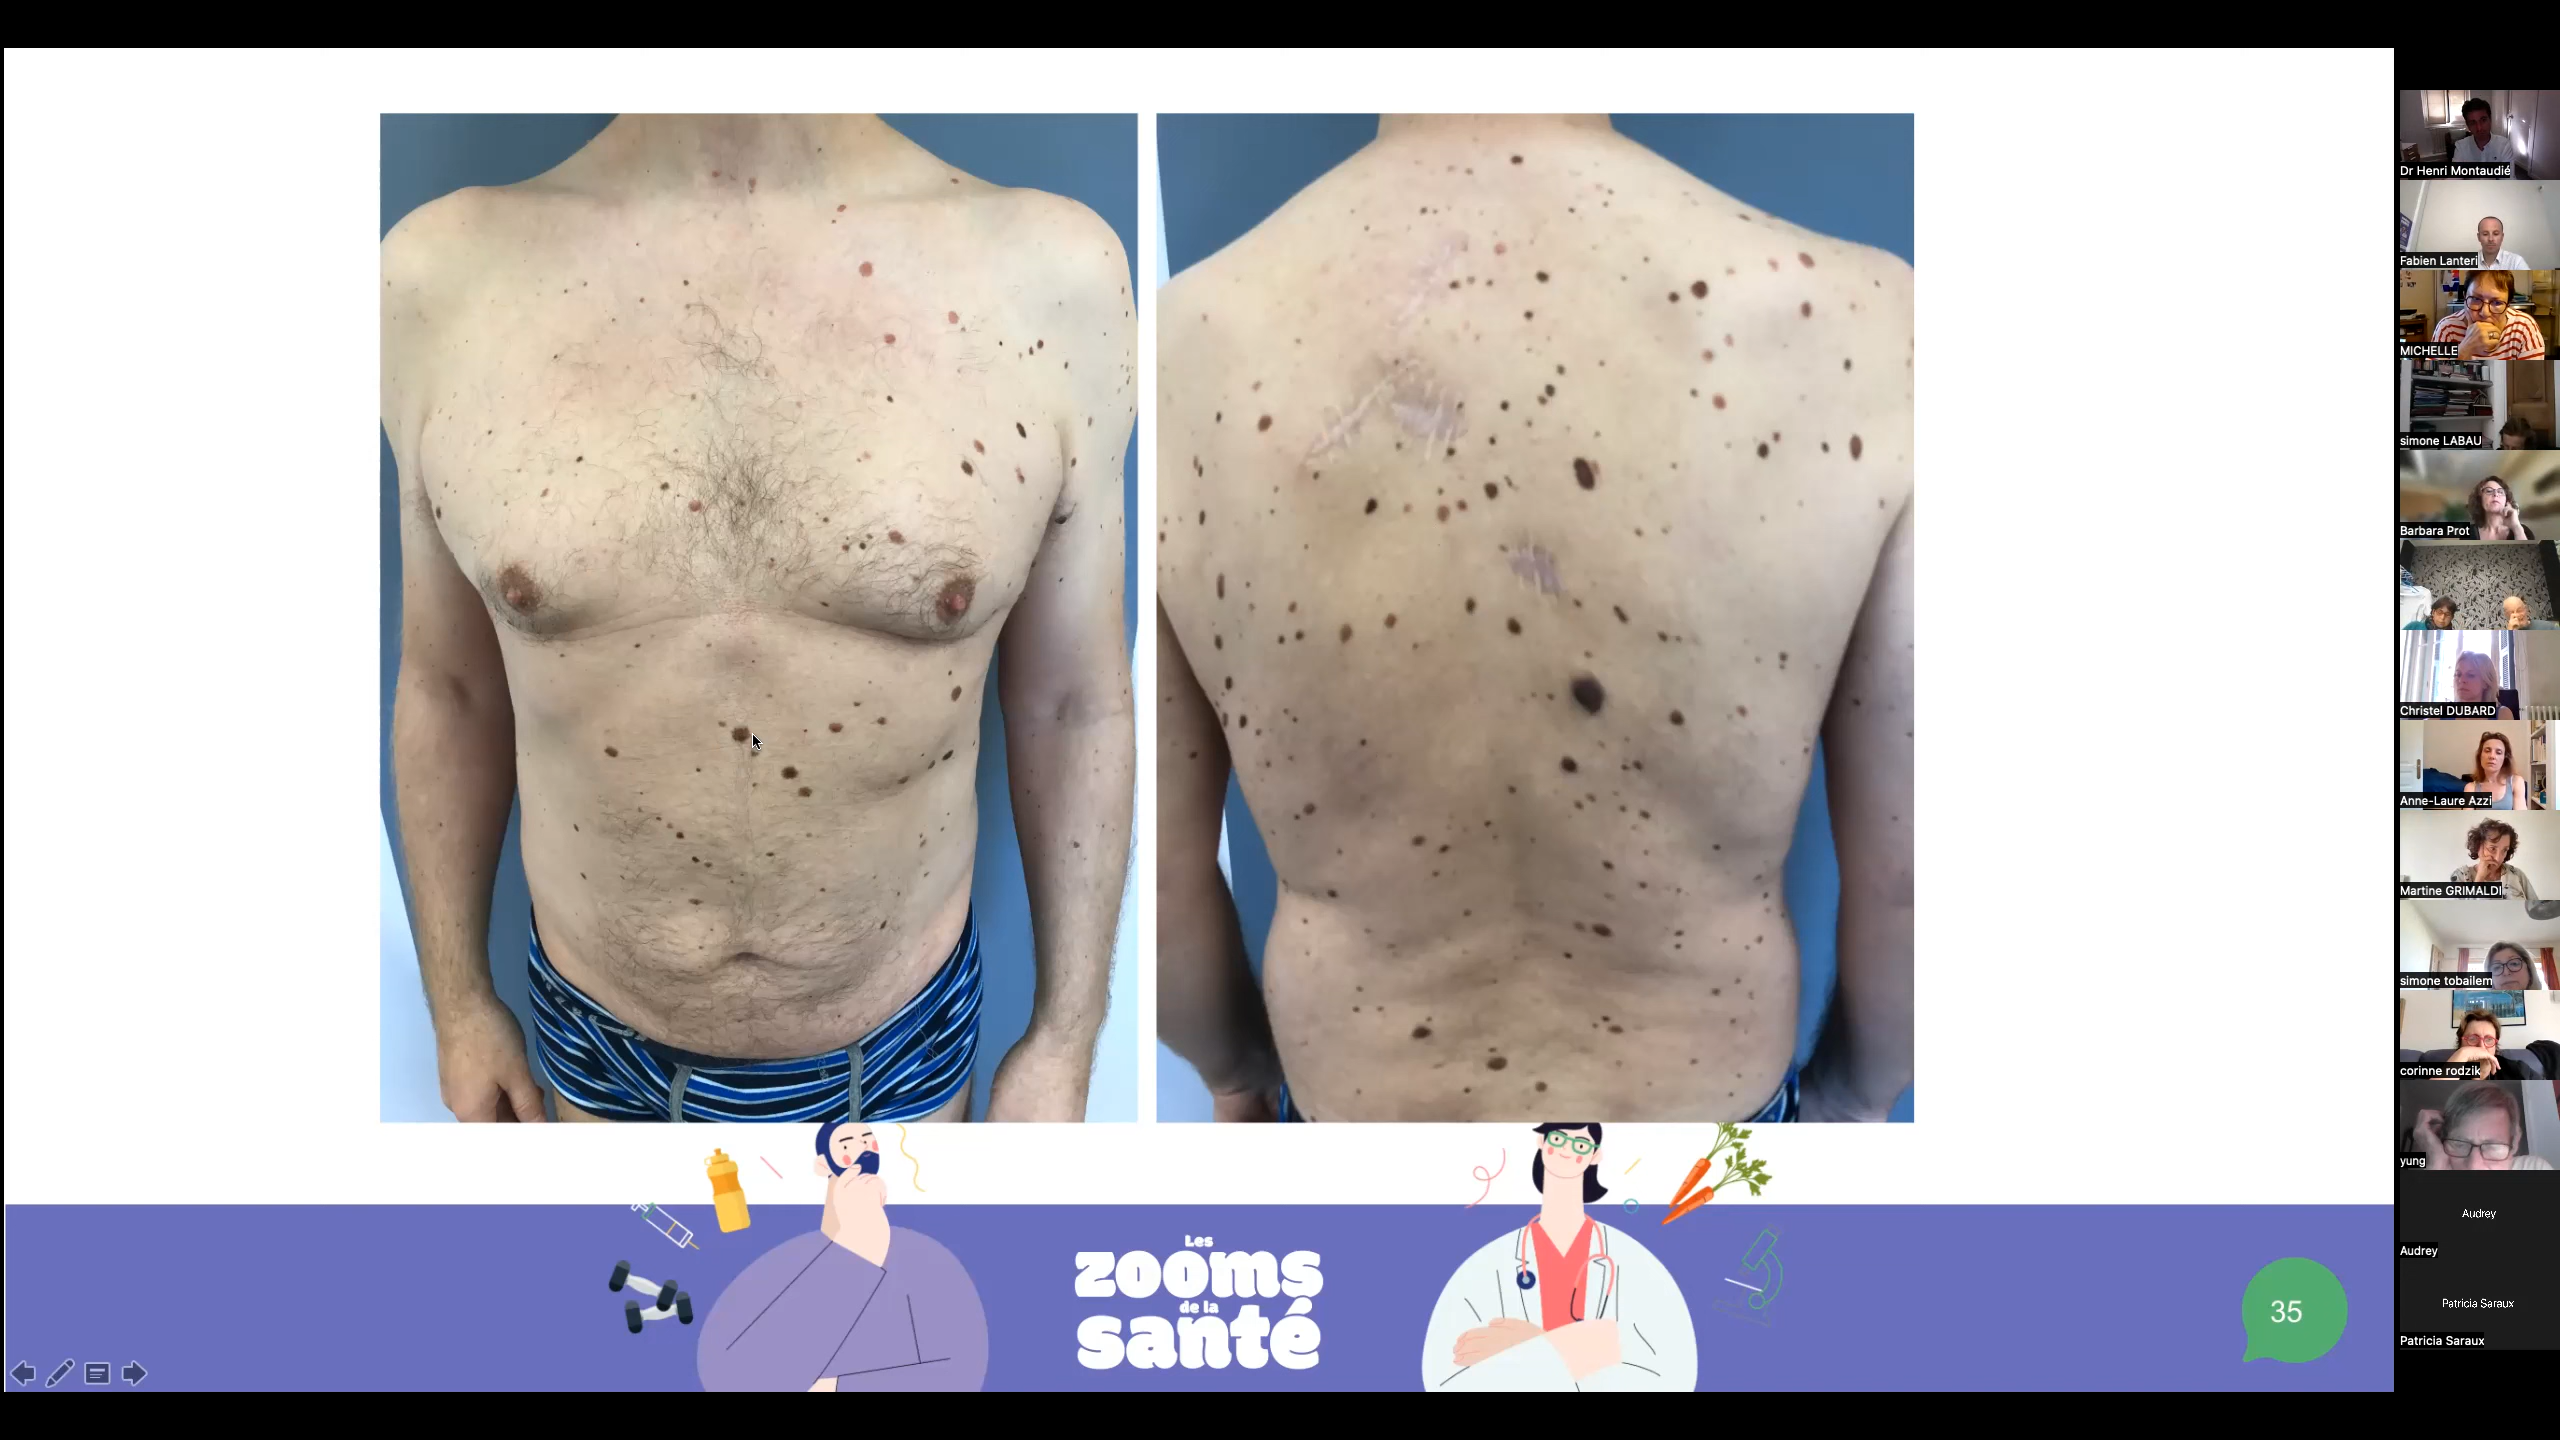 Les
zooms
de la
santé
35
Dr Henri Montaudié
Fabien Lanteri
MICHELLE
simone LABAU
Barbara Prot
Christel DUBARD
Anne-Laure Azzi
Martine GRIMALDI
simone tobailem
corinne rodzik
yung
Audrey
Audrey
Patricia Saraux
Patricia Saraux